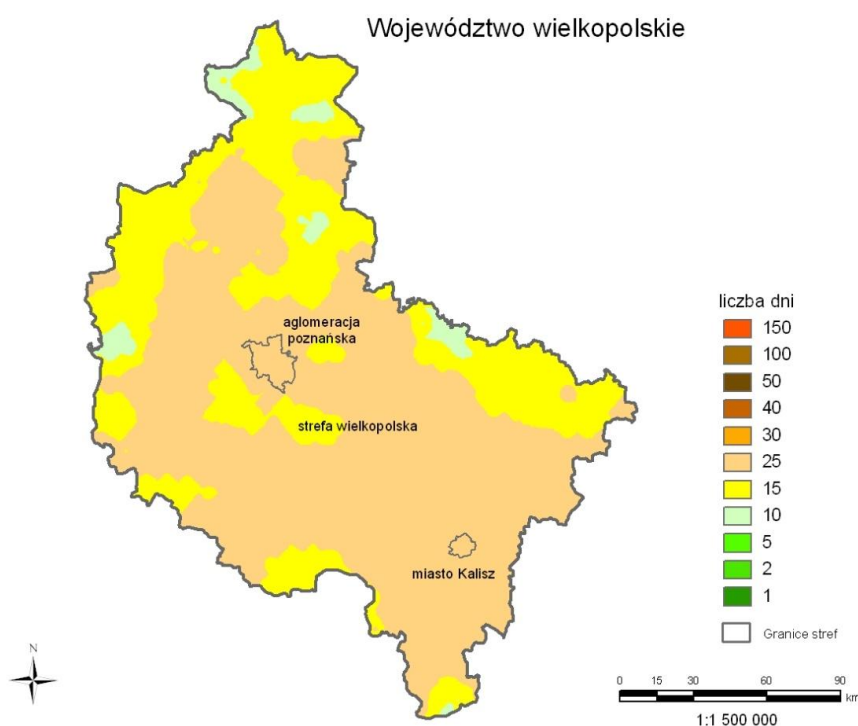 Województwo wielkopolskie
aglomeracja
poznańska
strefa wielkopolska
miasto Kalisz
liczba dni
150
100
50
40
30
25
15
10
5
2
1
Granice stref
N
0 15 30 60 90
km
1:1 500 000